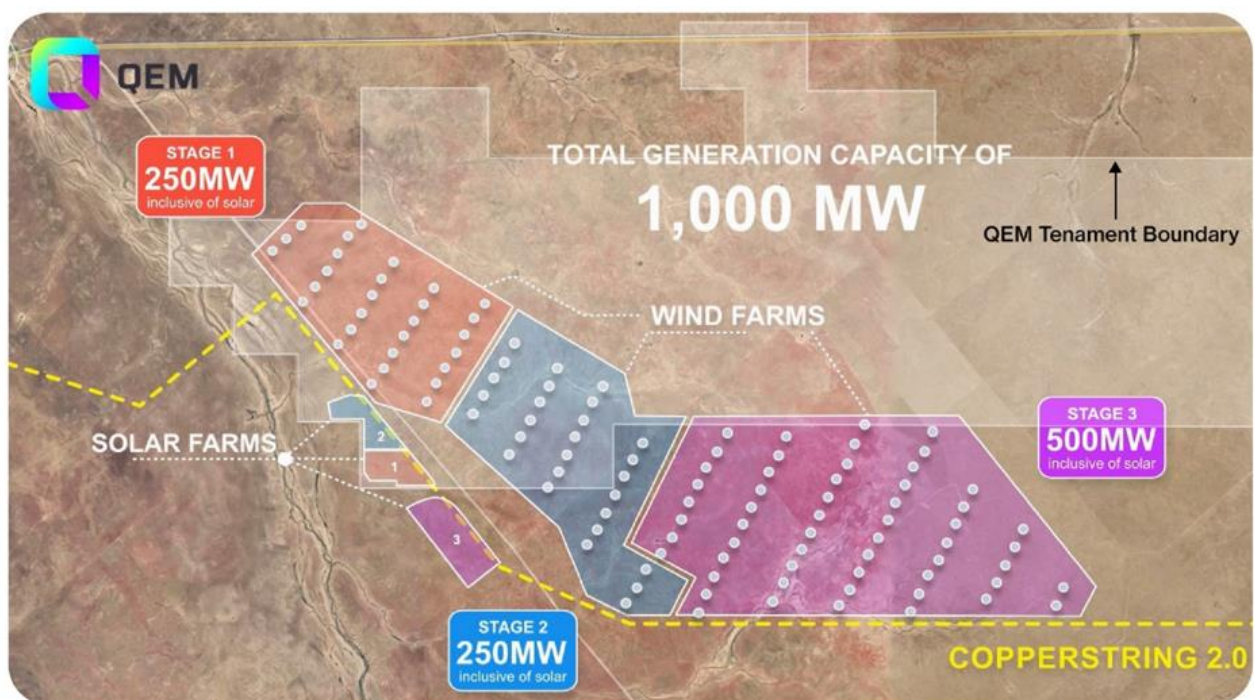 QEM
STAGE 1
250MW
inclusive of solar
TOTAL GENERATION CAPACITY OF
1,000 MW
QEM Tenament Boundary
WIND FARMS
SOLAR FARMS
2
1
3
STAGE 3
500MW
inclusive of solar
STAGE 2
250MW
inclusive of solar
COPPERSTRING 2.0